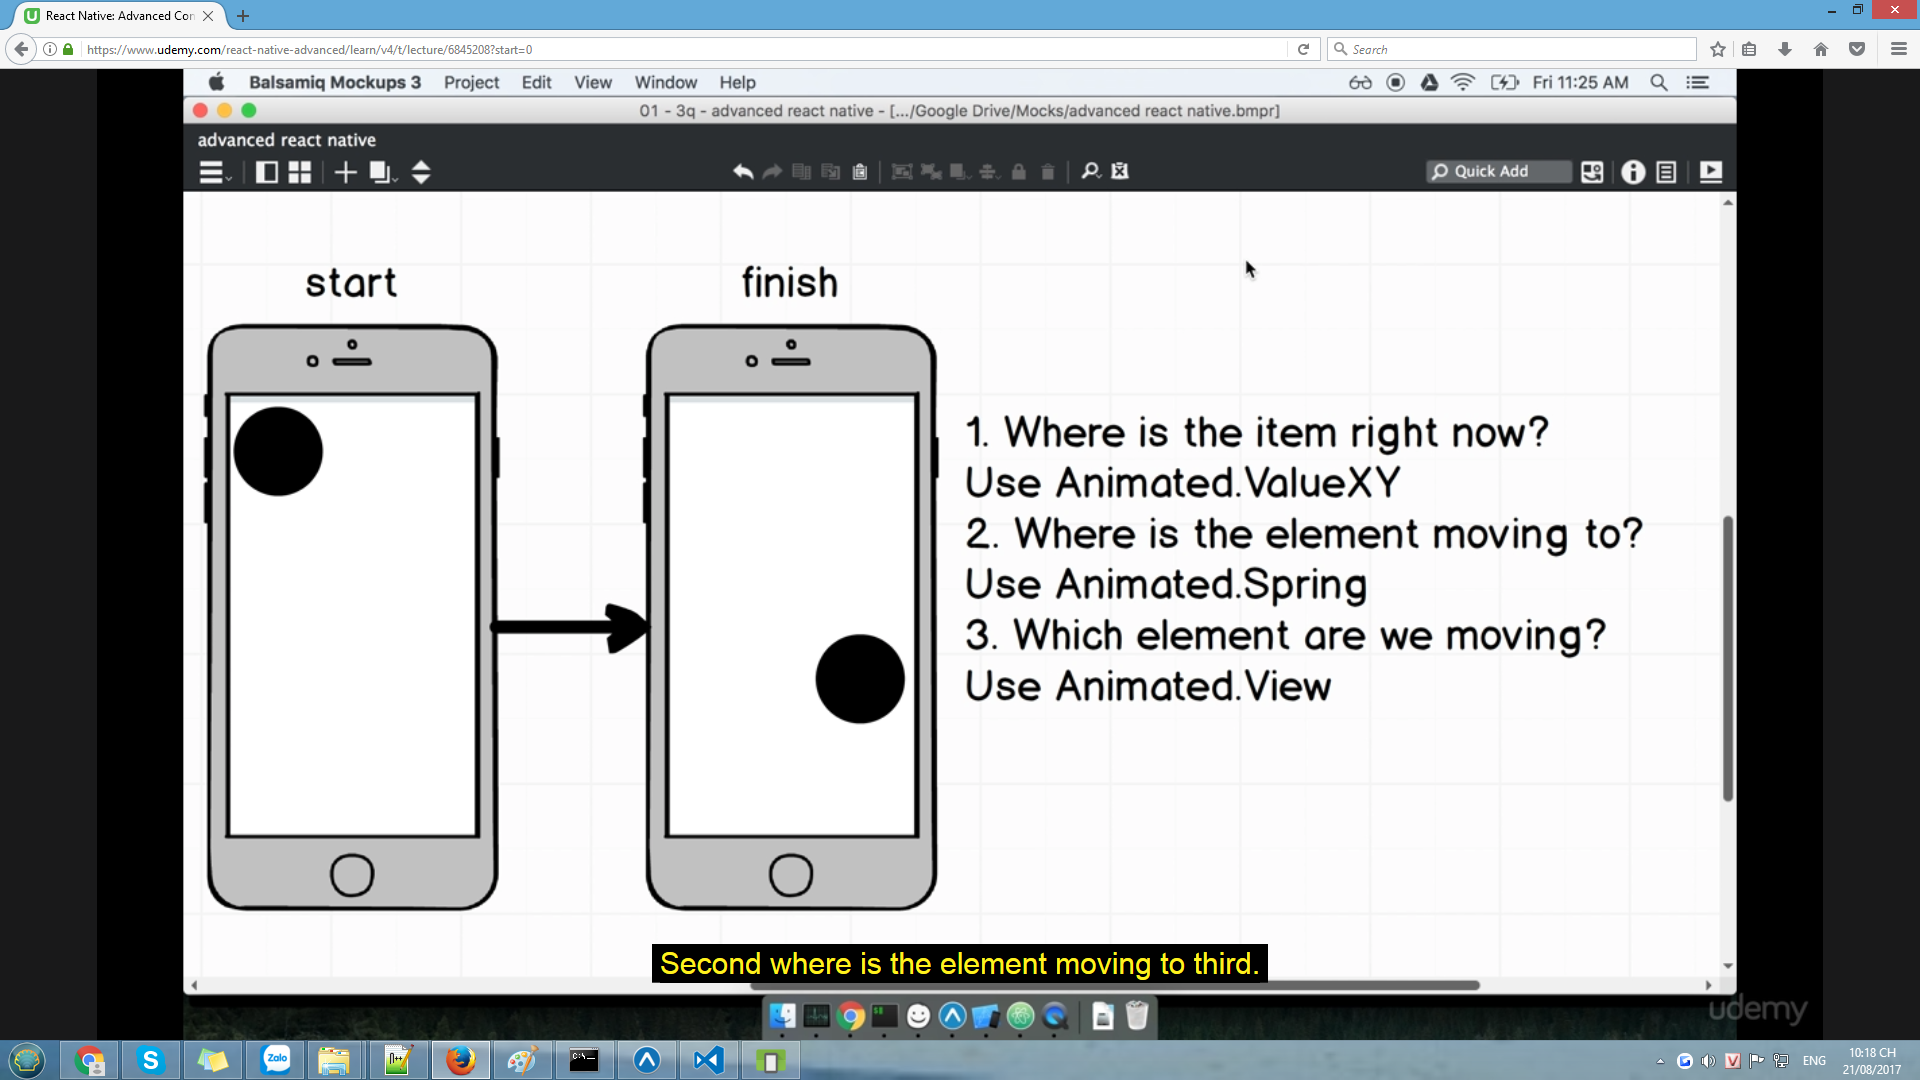 React Native: Advanced Con
https://www.udemy.com/react-native-advanced/learn/v4/t/lecture/6845208?start=0
Search
Balsamiq Mockups 3 Project Edit View Window Help
Fri 11:25 AM
01 - 3q - advanced react native - [.../Google Drive/Mocks/advanced react native.bmpr]
advanced react native
Quick Add
start
finish
1. Where is the item right now?
Use Animated.ValueXY
2. Where is the element moving to?
Use Animated.Spring
3. Which element are we moving?
Use Animated.View
Second where is the element moving to third.
udemy
Zalo
ENG
10:18 CH
21/08/2017